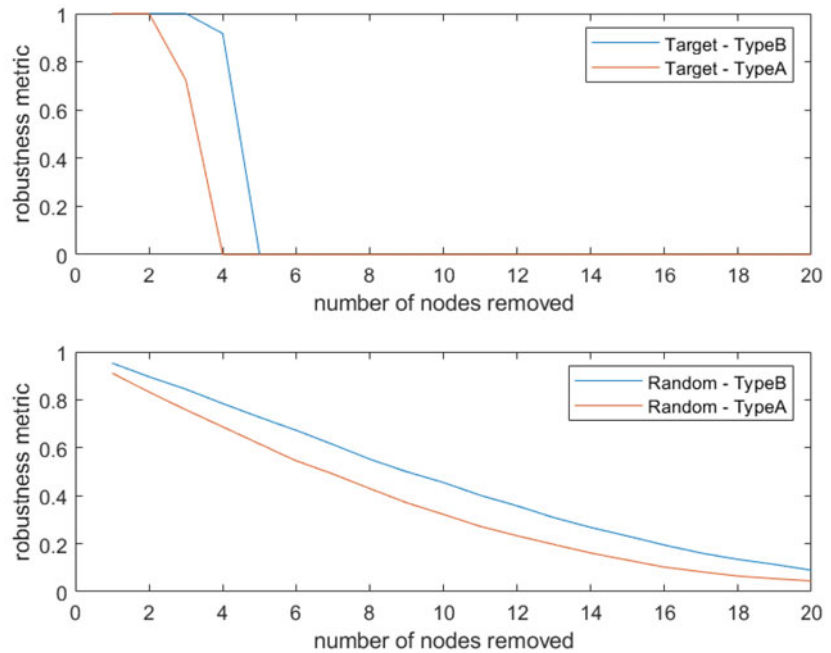 1
0.8
0.6
0.4
0.2
0
robustness metric
Target - TypeB
Target - TypeA
0 2 4 6 8 10 12 14 16 18 20
number of nodes removed
1
0.8
0.6
0.4
0.2
0
robustness metric
Random - TypeB
Random - TypeA
0 2 4 6 8 10 12 14 16 18 20
number of nodes removed